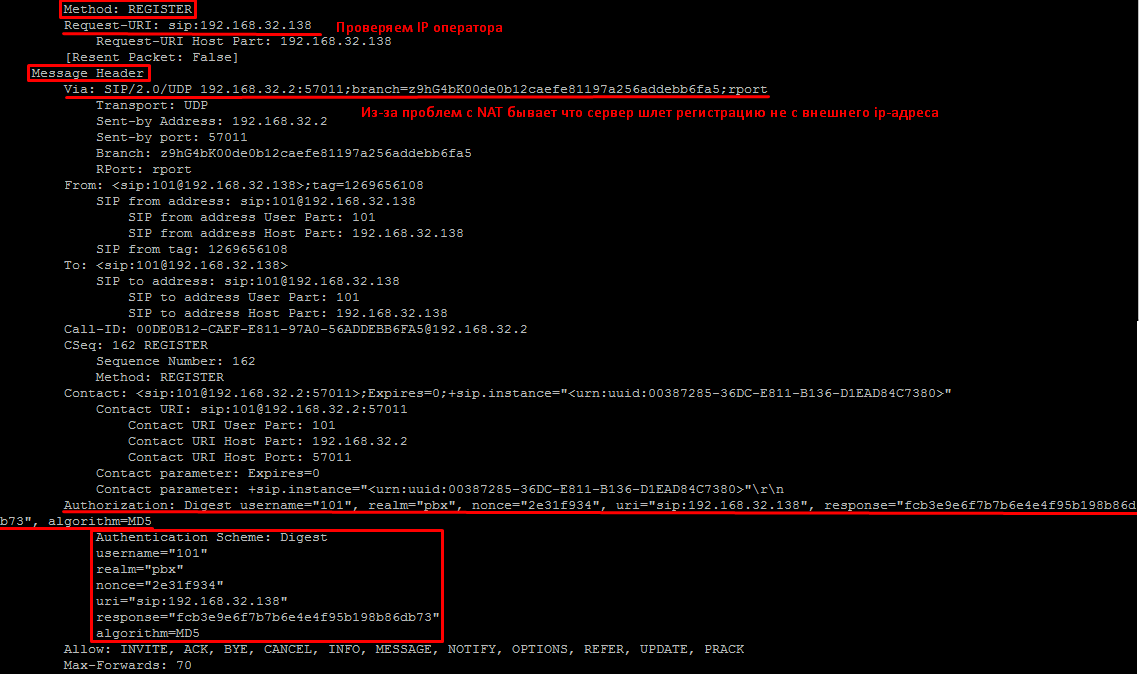 Method: REGISTER
Request-URI: sip:192.168.32.138 Проверяем IP оператора
Request-URI Host Part: 192.168.32.138
[Resent Packet: False]
Message Header
Via: SIP/2.0/UDP 192.168.32.2:57011;branch=z9hG4bK00de0b12caefe81197a256addebb6fa5;rport
Transport: UDP
Из-за проблем с NAT бывает что сервер шлет регистрацию не с внешнего ip-адреса
Sent-by Address: 192.168.32.2
Sent-by port: 57011
Branch: z9hG4bK00de0b12caefe81197a256addebb6fa5
RPort: rport
From: <sip:101@192.168.32.138>;tag=1269656108
SIP from address: sip:101@192.168.32.138
SIP from address User Part: 101
SIP from address Host Part: 192.168.32.138
SIP from tag: 1269656108
To: <sip:101@192.168.32.138>
SIP to address: sip:101@192.168.32.138
SIP to address User Part: 101
SIP to address Host Part: 192.168.32.138
Call-ID: 00DE0B12-CAEF-E811-97A0-56ADDEBB6FA5@192.168.32.2
CSeq: 162 REGISTER
Sequence Number: 162
Method: REGISTER
Contact: <sip:101@192.168.32.2:57011>;Expires=0;+sip.instance="<urn:uuid:00387285-36DC-E811-B136-D1EAD84C7380>"
Contact URI: sip:101@192.168.32.2:57011
Contact URI User Part: 101
Contact URI Host Part: 192.168.32.2
Contact URI Host Port: 57011
Contact parameter: Expires=0
Contact parameter: +sip.instance="<urn:uuid:00387285-36DC-E811-B136-D1EAD84C7380>"\r\n
Authorization: Digest username="101", realm="pbx", nonce="2e31f934", uri="sip:192.168.32.138", response="fcb3e9e6f7b7b6e4e4f95b198b86d
b73", algorithm=MD5
Authentication Scheme: Digest
username="101"
realm="pbx"
nonce="2e31f934"
uri="sip:192.168.32.138"
response="fcb3e9e6f7b7b6e4e4f95b198b86db73"
algorithm=MD5
Allow: INVITE, ACK, BYE, CANCEL, INFO, MESSAGE, NOTIFY, OPTIONS, REFER, UPDATE, PRACK
Max-Forwards: 70